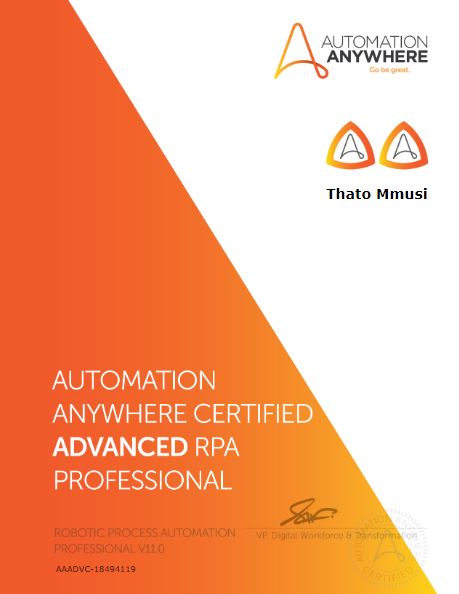 AUTOMATION
ANYWHERE
Go be great.
Thato Mmusi
AUTOMATION
ANYWHERE CERTIFIED
ADVANCED RPA
PROFESSIONAL
ROBOTIC PROCESS AUTOMATION
PROFESSIONAL V11.0
VP, Digital Workforce & Transformation
AAADVC-18494119
CERTIFIED